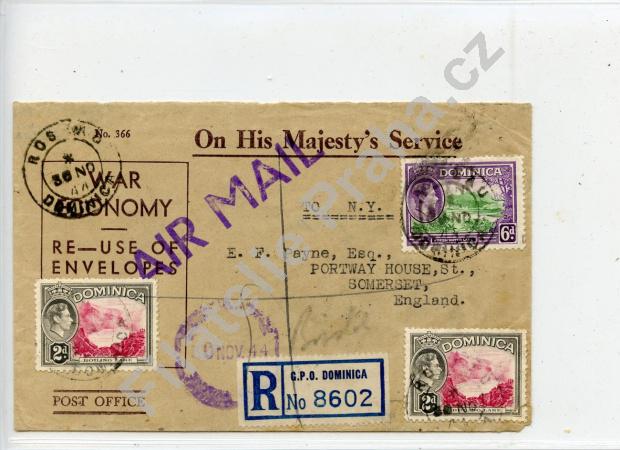 No. 366
On His Majesty's Service
WAR
ECONOMY
RE—USE OF
ENVELOPES
POST OFFICE
AIR MAIL
TO N.Y.
E. F. Payne, Esq.,
PORTWAY HOUSE, St.,
SOMERSET,
England.
DOMINICA
6d
DOMINICA
2d
BOILING LAKE
DOMINICA
2d
BOILING LAKE
R
G.P.O. DOMINICA
No 8602
DOMINICA
NOV 44
Filatelie-Praha.cz